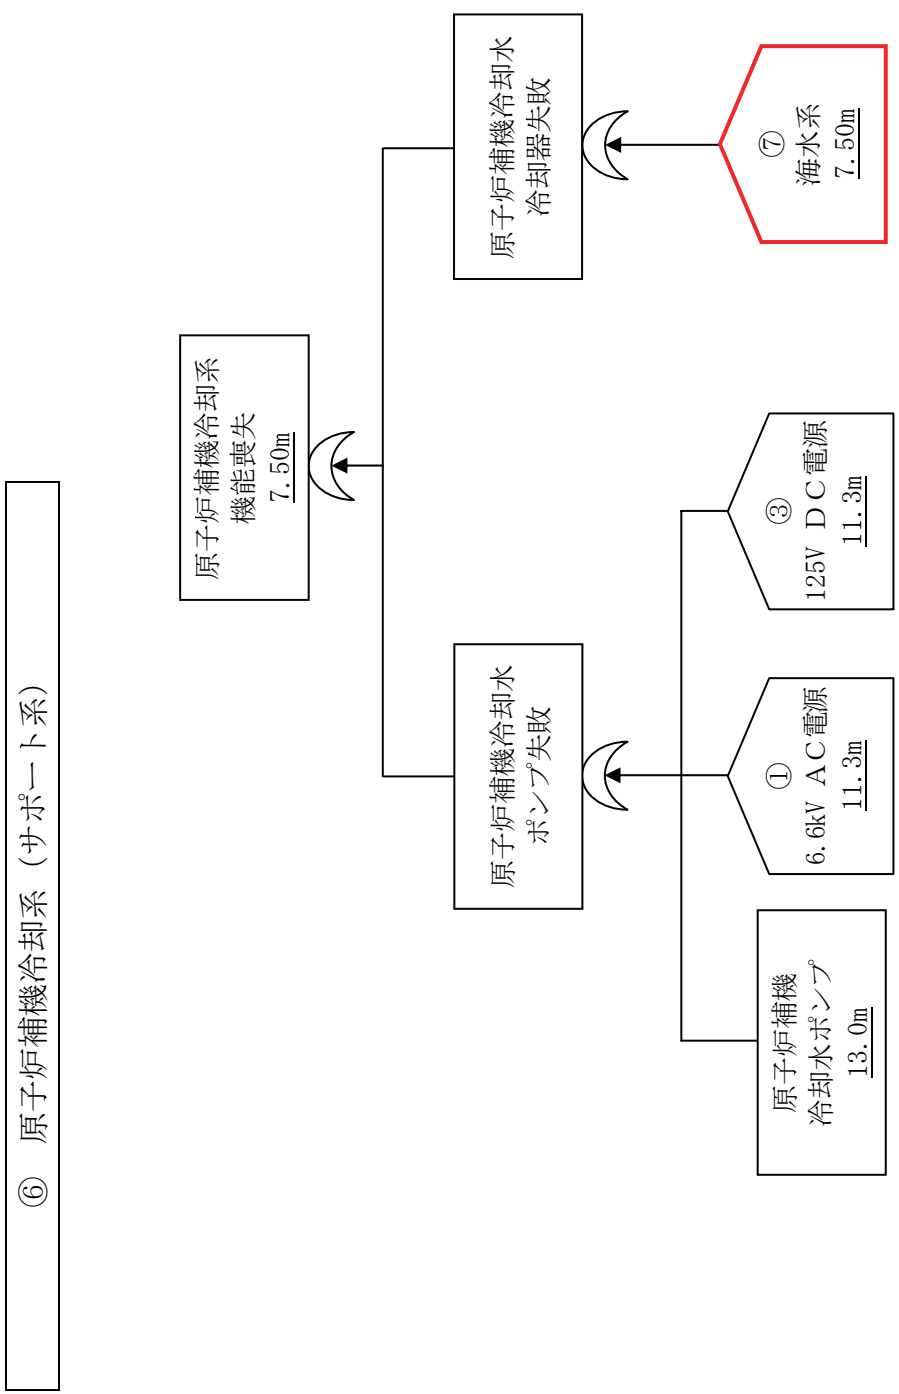 ⑥ 原子炉補機冷却系（サポート系）
原子炉補機冷却系
機能喪失
7.50m
原子炉補機冷却水
ポンプ失敗
原子炉補機冷却水
冷却器失敗
原子炉補機
冷却水ポンプ
13.0m
①
6.6kV AC電源
11.3m
③
125V DC電源
11.3m
⑦
海水系
7.50m